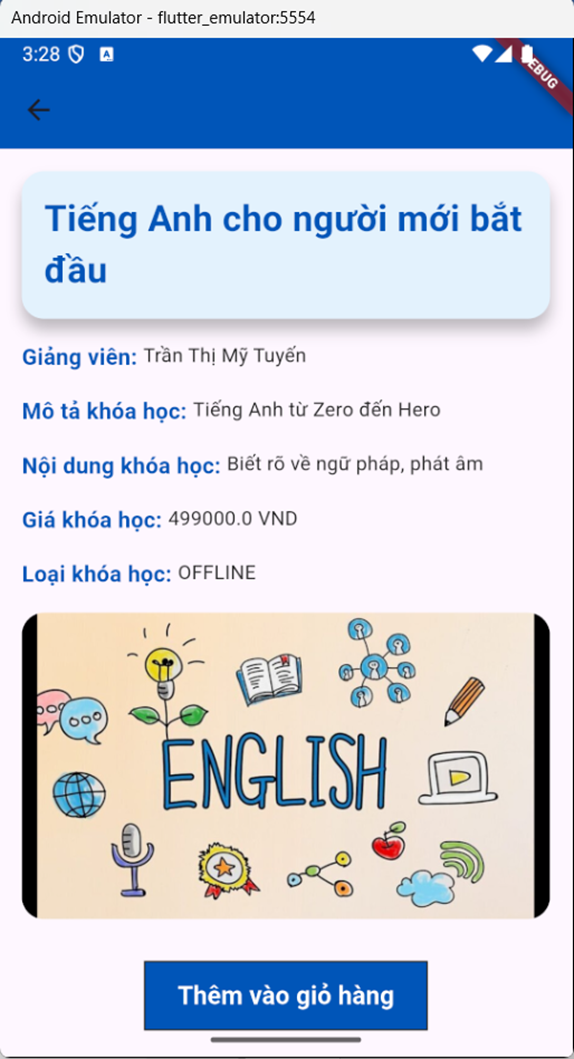 Android Emulator - flutter_emulator:5554
3:28
A
DEBUG
Tiếng Anh cho người mới bắt
đầu
Giảng viên: Trần Thị Mỹ Tuyến
Mô tả khóa học: Tiếng Anh từ Zero đến Hero
Nội dung khóa học: Biết rõ về ngữ pháp, phát âm
Giá khóa học: 499000.0 VND
Loại khóa học: OFFLINE
ENGLISH
Thêm vào giỏ hàng